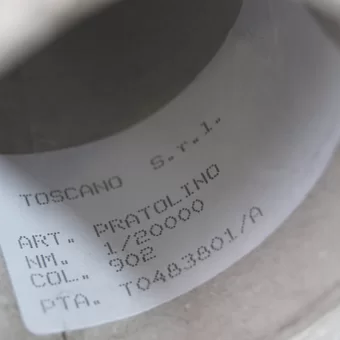 TOSCANO S.r.l.
ART. PRATOLINO
NM. 1/20000
COL. 902
PTA. T0483801/A